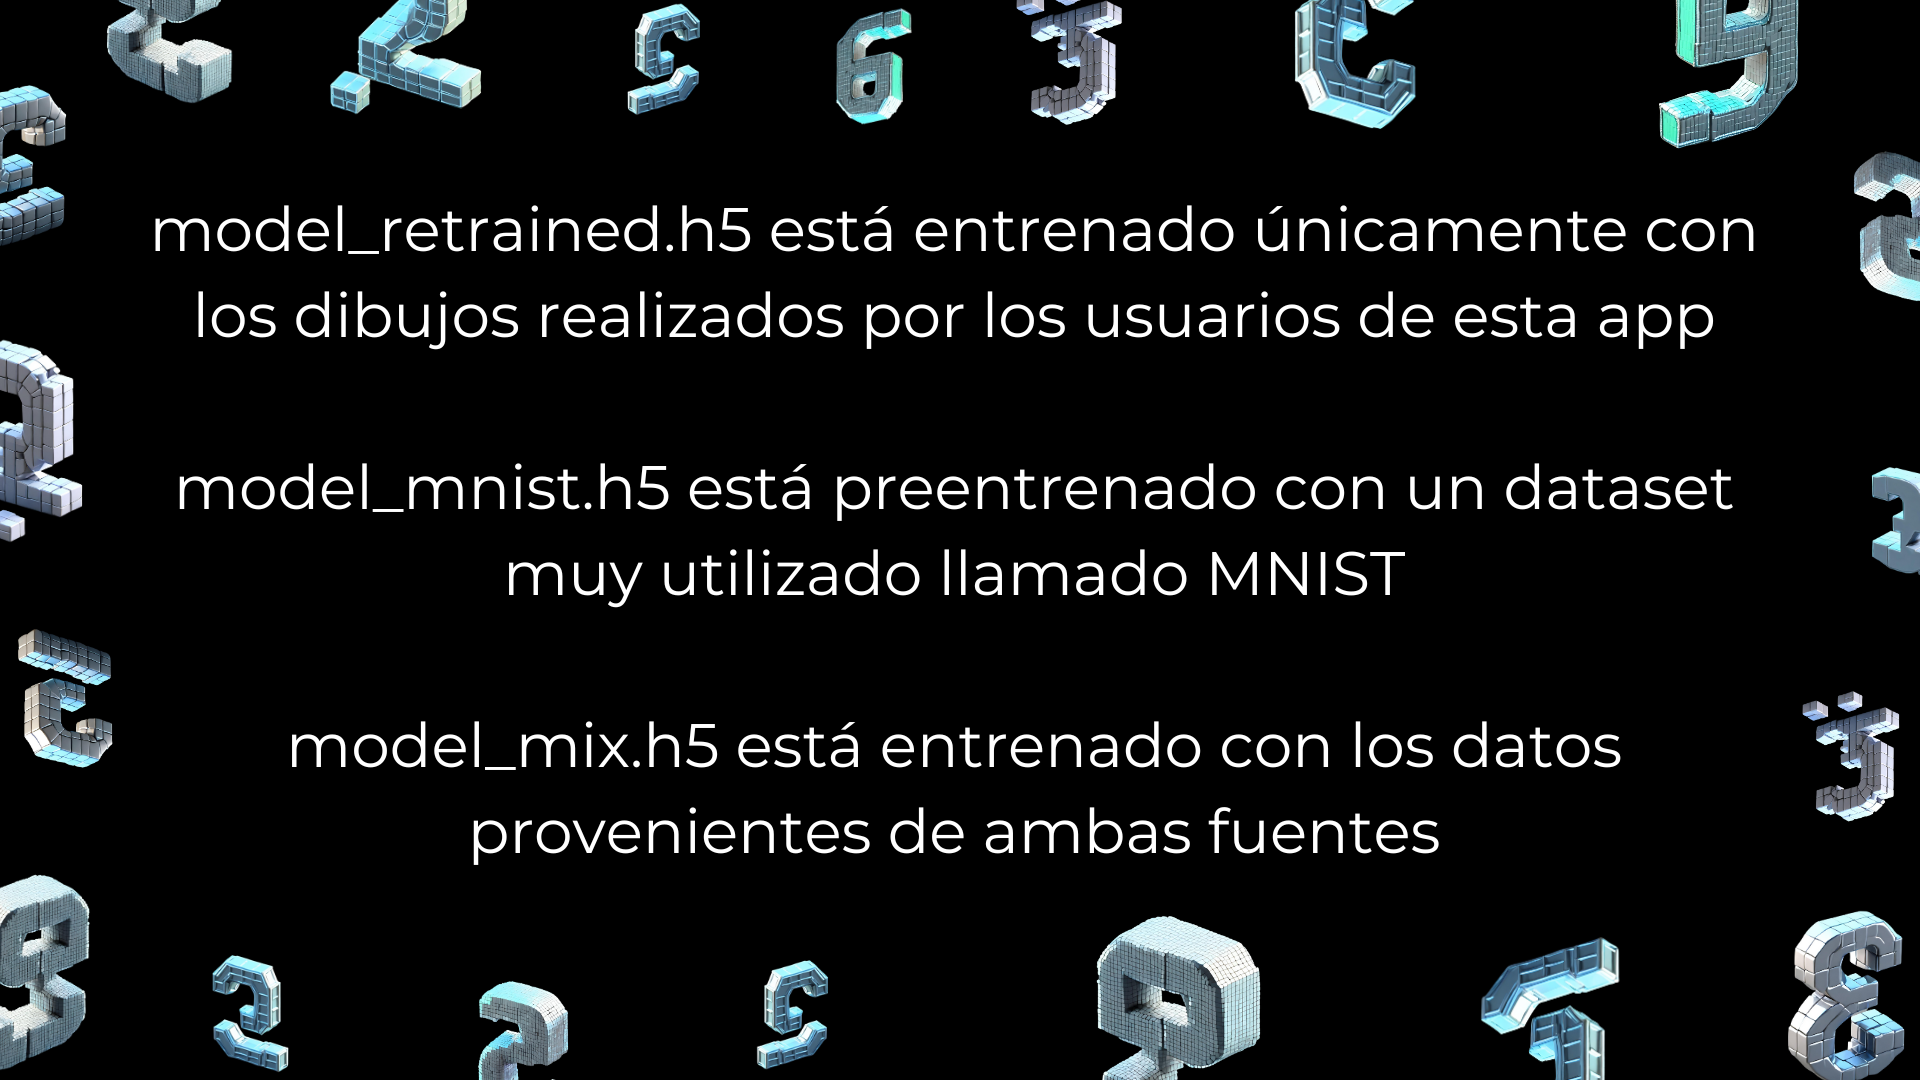 model_retrained.h5 está entrenado únicamente con
los dibujos realizados por los usuarios de esta app
model_mnist.h5 está preentrenado con un dataset
muy utilizado llamado MNIST
model_mix.h5 está entrenado con los datos
provenientes de ambas fuentes